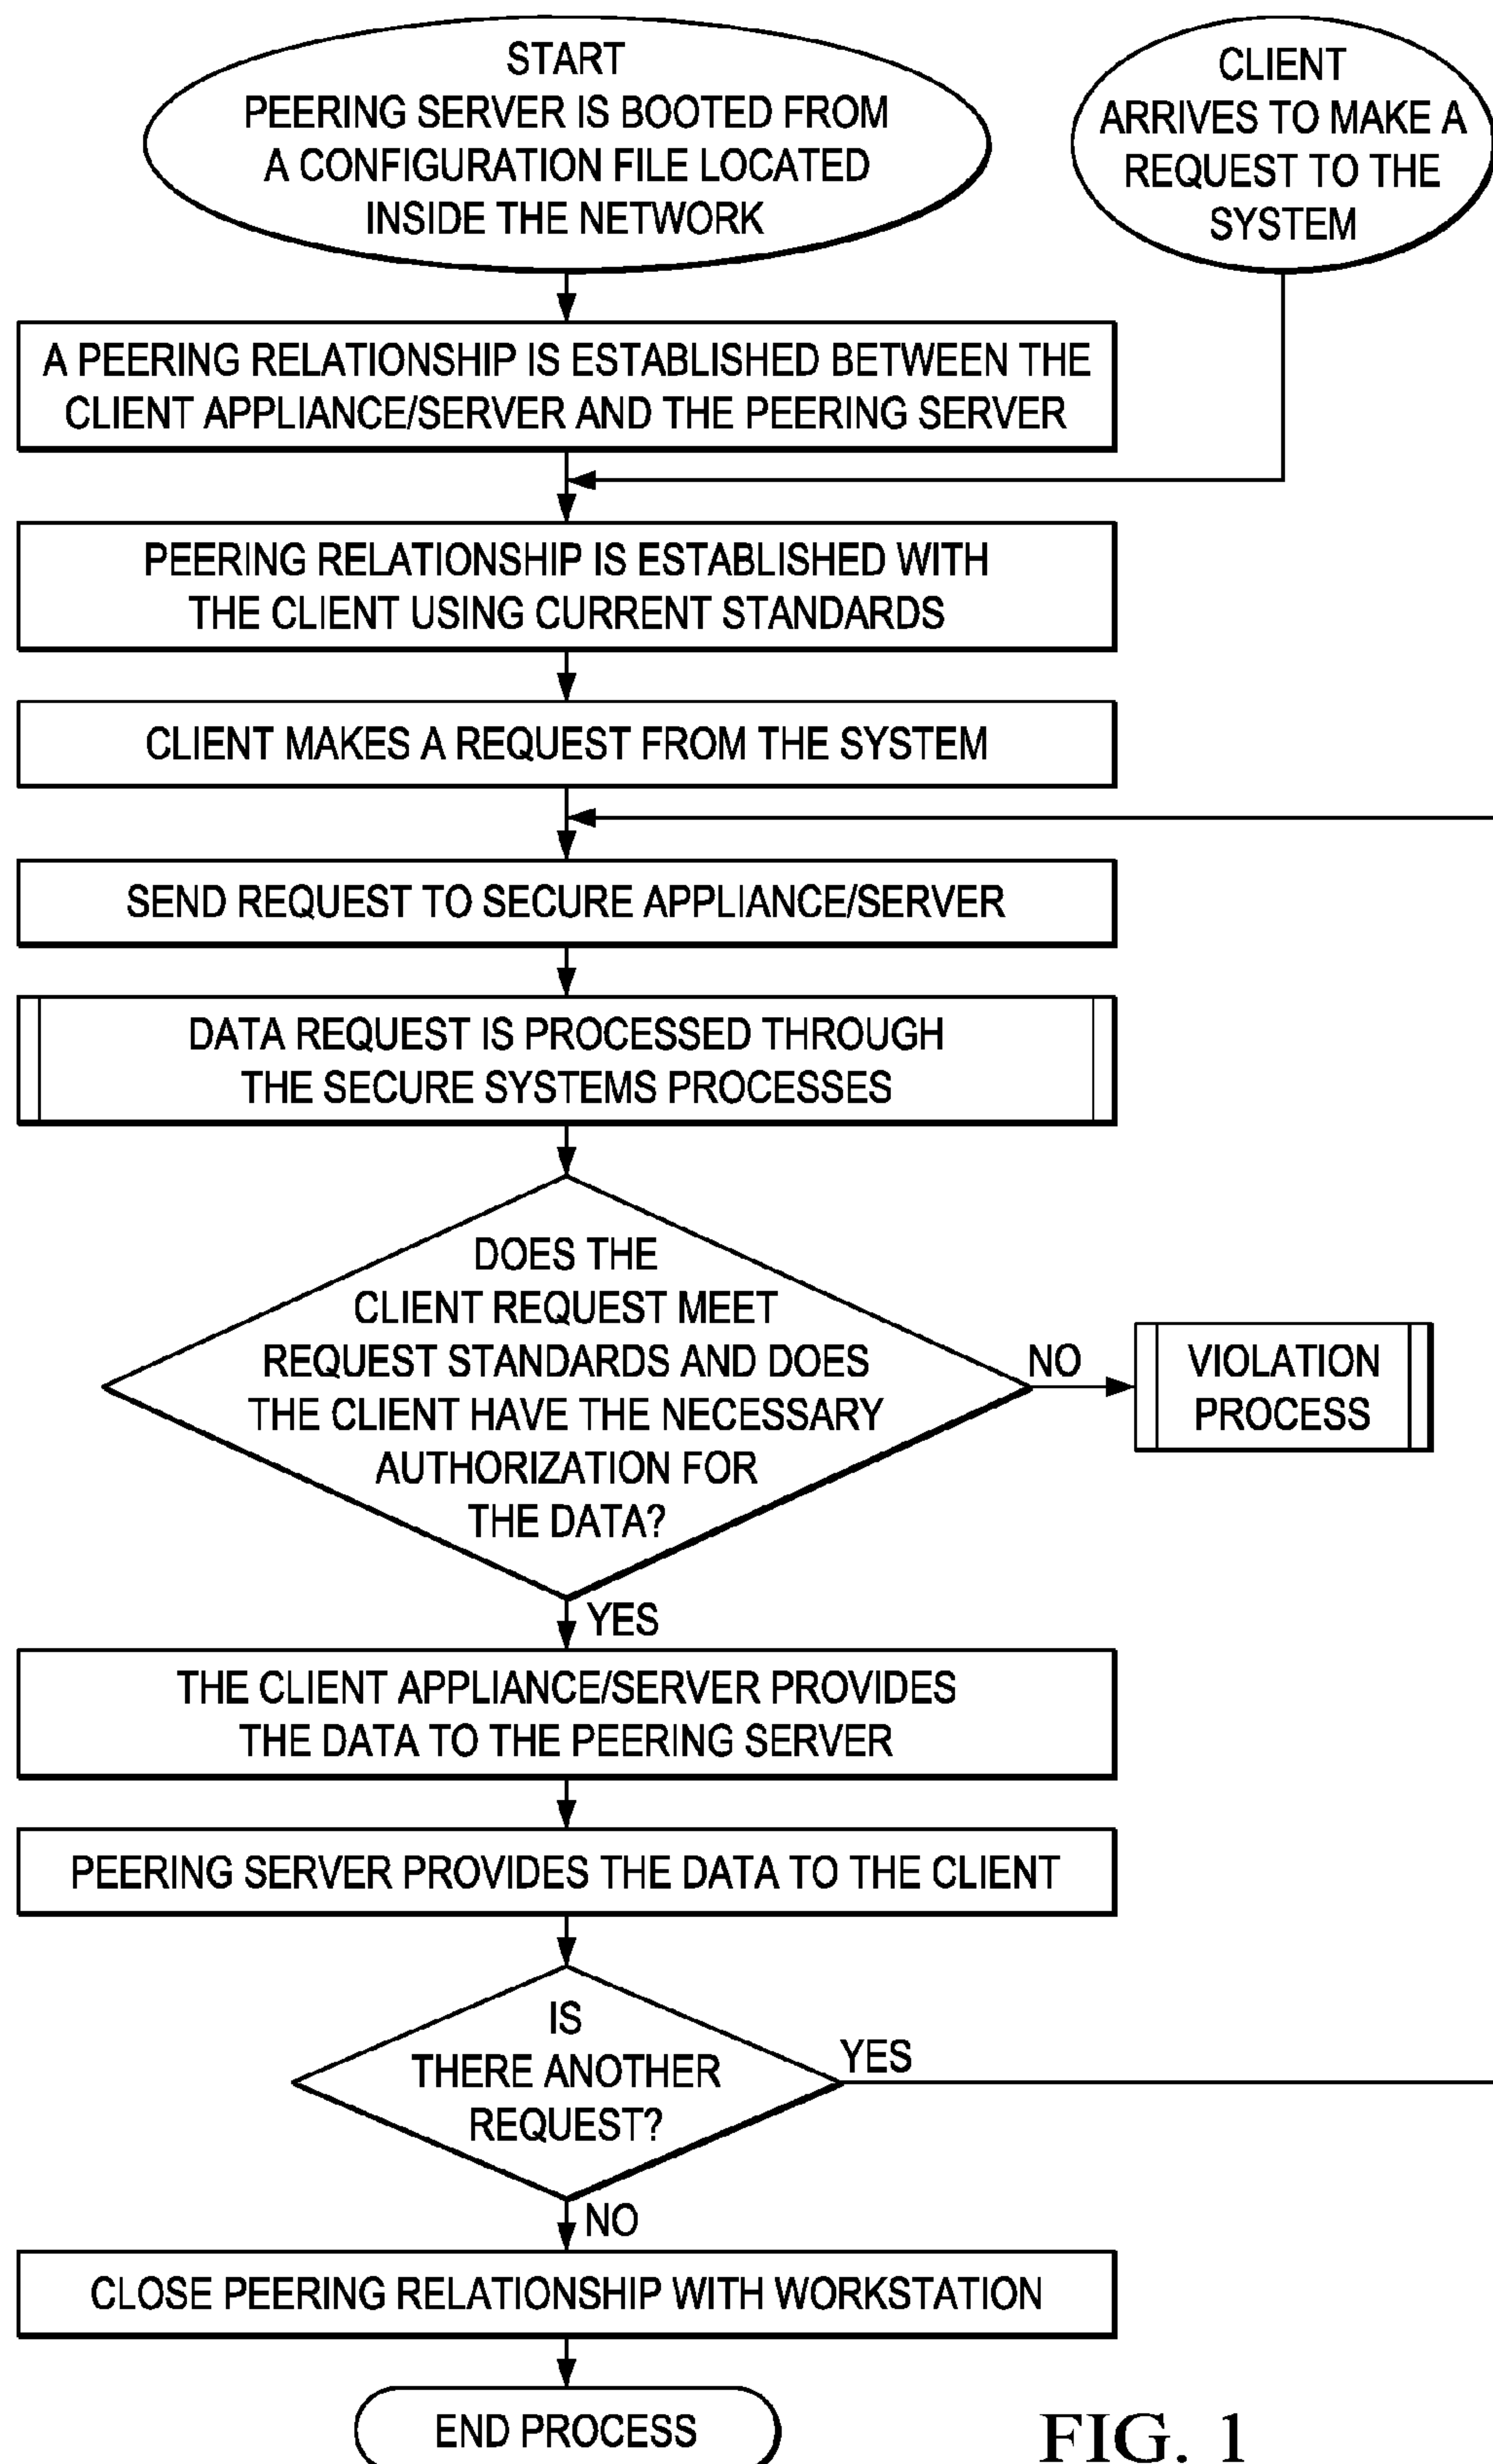 START
PEERING SERVER IS BOOTED FROM
A CONFIGURATION FILE LOCATED
INSIDE THE NETWORK
CLIENT
ARRIVES TO MAKE A
REQUEST TO THE
SYSTEM
A PEERING RELATIONSHIP IS ESTABLISHED BETWEEN THE
CLIENT APPLIANCE/SERVER AND THE PEERING SERVER
PEERING RELATIONSHIP IS ESTABLISHED WITH
THE CLIENT USING CURRENT STANDARDS
CLIENT MAKES A REQUEST FROM THE SYSTEM
SEND REQUEST TO SECURE APPLIANCE/SERVER
DATA REQUEST IS PROCESSED THROUGH
THE SECURE SYSTEMS PROCESSES
DOES THE
CLIENT REQUEST MEET
REQUEST STANDARDS AND DOES
THE CLIENT HAVE THE NECESSARY
AUTHORIZATION FOR
THE DATA?
NO
VIOLATION
PROCESS
YES
THE CLIENT APPLIANCE/SERVER PROVIDES
THE DATA TO THE PEERING SERVER
PEERING SERVER PROVIDES THE DATA TO THE CLIENT
IS
THERE ANOTHER
REQUEST?
YES
NO
CLOSE PEERING RELATIONSHIP WITH WORKSTATION
END PROCESS
FIG. 1